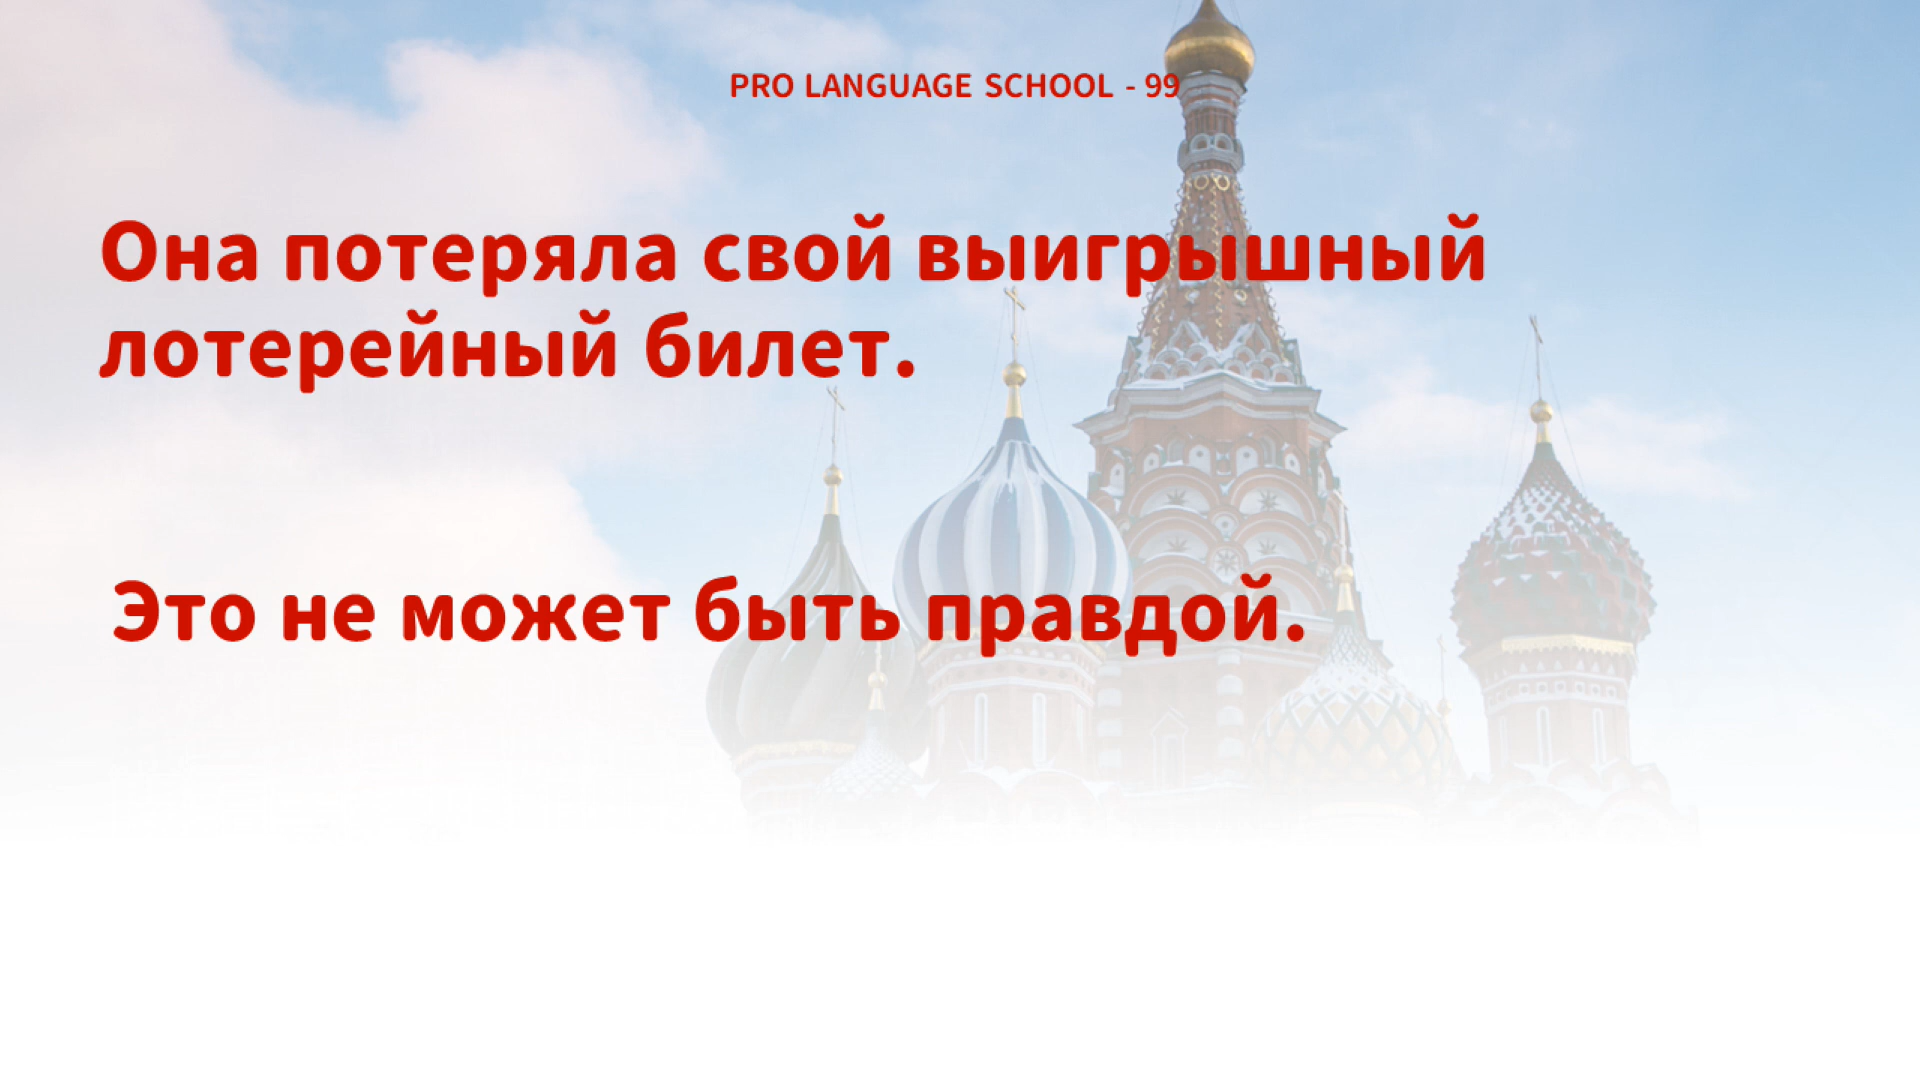 PRO LANGUAGE SCHOOL - 99
Она потеряла свой выигрышный
лотерейный билет.
Это не может быть правдой.